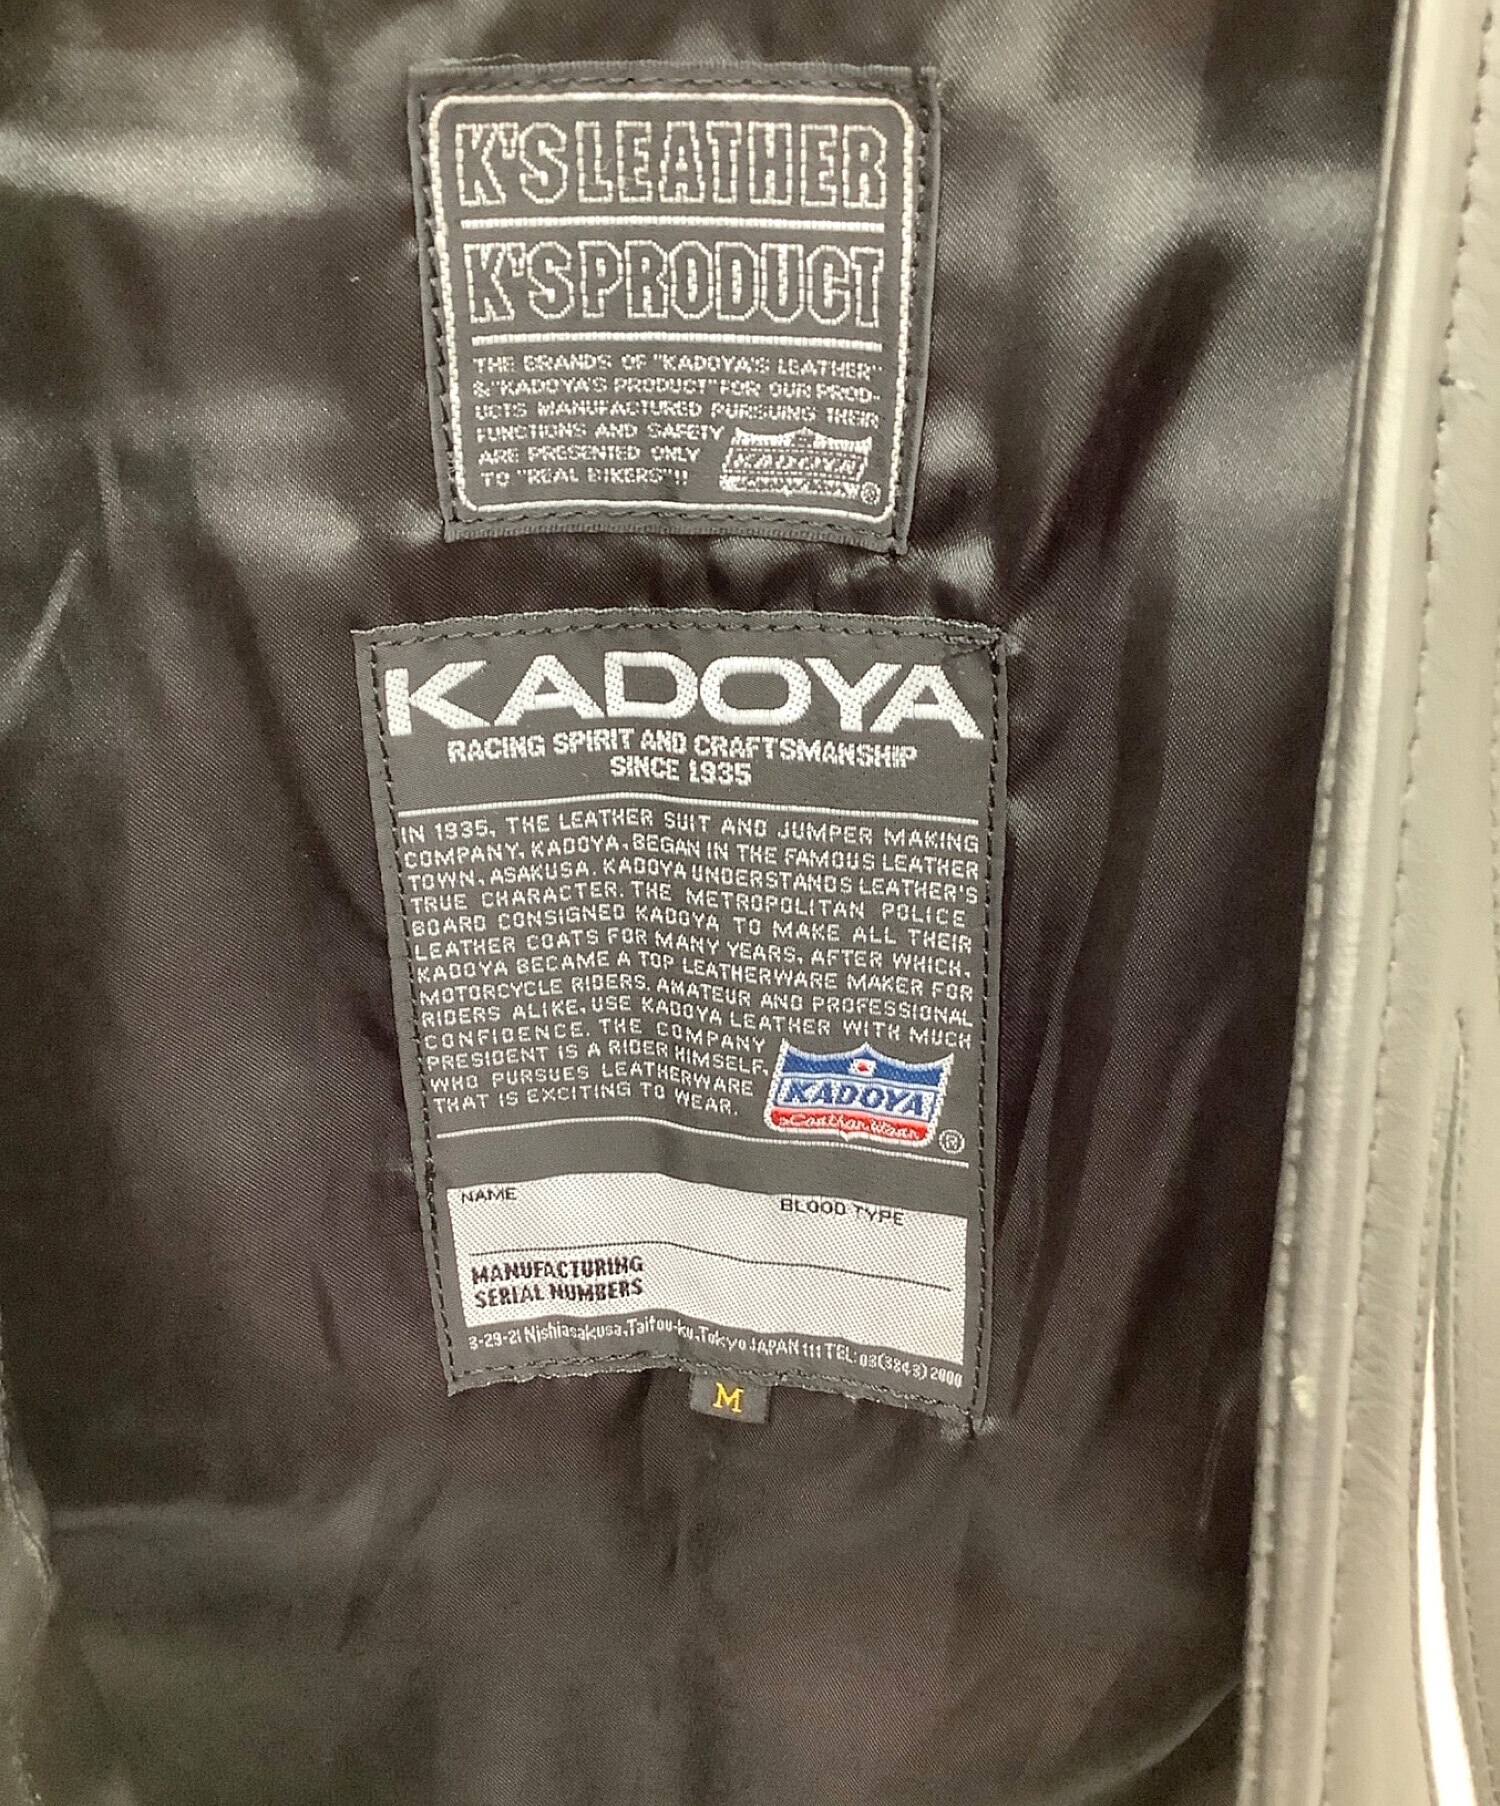 K'S LEATHER
K'S PRODUCT
THE BRANDS OF "KADOYA'S LEATHER"
& "KADOYA'S PRODUCT" FOR OUR PROD-
UCTS MANUFACTURED PURSUING THEIR
FUNCTIONS AND SAFETY
ARE PRESENTED ONLY
TO "REAL BIKERS"!!
KADOYA
®
KADOYA
RACING SPIRIT AND CRAFTSMANSHIP
SINCE 1935
IN 1935, THE LEATHER SUIT AND JUMPER MAKING
COMPANY, KADOYA, BEGAN IN THE FAMOUS LEATHER
TOWN, ASAKUSA. KADOYA UNDERSTANDS LEATHER'S
TRUE CHARACTER. THE METROPOLITAN POLICE
BOARD CONSIGNED KADOYA TO MAKE ALL THEIR
LEATHER COATS FOR MANY YEARS, AFTER WHICH,
KADOYA BECAME A TOP LEATHERWARE MAKER FOR
MOTORCYCLE RIDERS. AMATEUR AND PROFESSIONAL
RIDERS ALIKE, USE KADOYA LEATHER WITH MUCH
CONFIDENCE. THE COMPANY
PRESIDENT IS A RIDER HIMSELF,
WHO PURSUES LEATHERWARE
THAT IS EXCITING TO WEAR.
KADOYA
®
NAME BLOOD TYPE
MANUFACTURING
SERIAL NUMBERS
3-29-21 Nishiasakusa, Taitou-ku, Tokyo JAPAN 111 TEL: 03(3843)2000
M